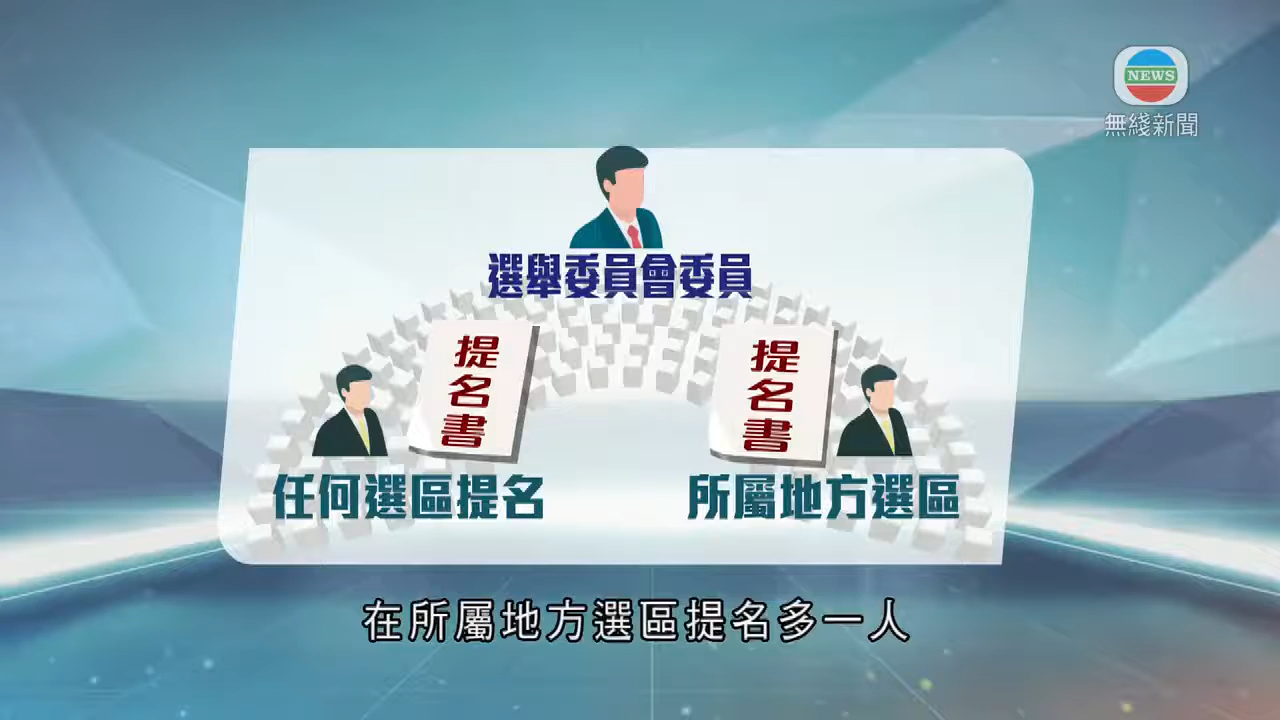 NEWS
無綫新聞
選舉委員會委員
提名書
提名書
任何選區提名
所屬地方選區
在所屬地方選區提名多一人